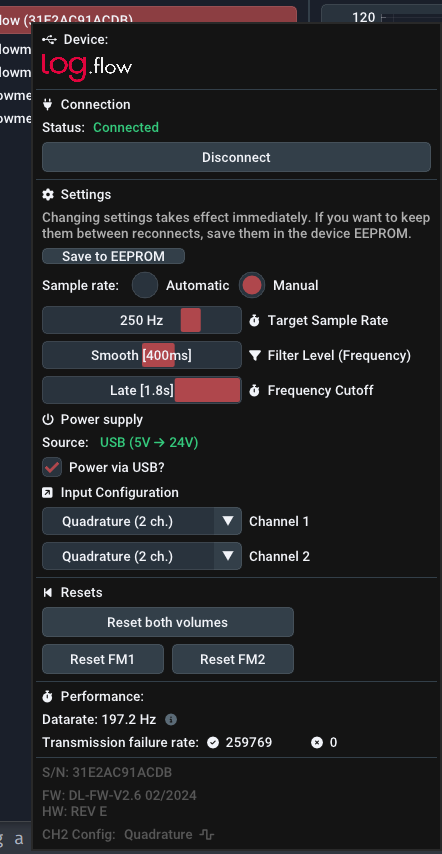 low (31E2AC91ACDB)
120
Device:
log.flow
lowm
lowm
owme
owme
Connection
Status: Connected
Disconnect
Settings
Changing settings takes effect immediately. If you want to keep
them between reconnects, save them in the device EEPROM.
Save to EEPROM
Sample rate: Automatic Manual
250 Hz Target Sample Rate
Smooth [400ms] Filter Level (Frequency)
Late [1.8s] Frequency Cutoff
Power supply
Source: USB (5V → 24V)
Power via USB?
Input Configuration
Quadrature (2 ch.) Channel 1
Quadrature (2 ch.) Channel 2
Resets
Reset both volumes
Reset FM1 Reset FM2
Performance:
Datarate: 197.2 Hz
Transmission failure rate: 259769 0
S/N: 31E2AC91ACDB
FW: DL-FW-V2.6 02/2024
HW: REV E
CH2 Config: Quadrature
g a